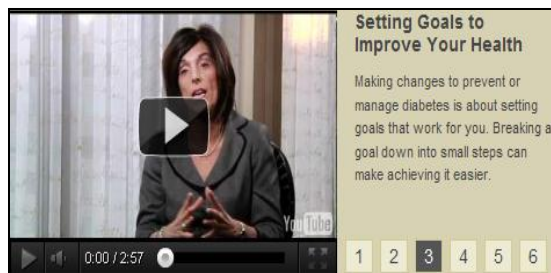 Setting Goals to
Improve Your Health
Making changes to prevent or
manage diabetes is about setting
goals that work for you. Breaking a
goal down into small steps can
make achieving it easier.
YouTube
0:00 / 2:57
1 2 3 4 5 6